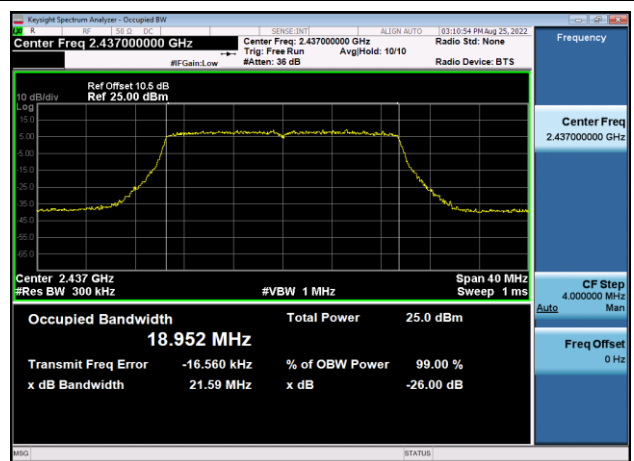 Keysight Spectrum Analyzer - Occupied BW
R RF 50 Ω DC SENSE:INT ALIGN AUTO 03:10:54 PM Aug 25, 2022
Center Freq 2.437000000 GHz Center Freq: 2.437000000 GHz Radio Std: None Frequency
Trig: Free Run Avg|Hold: 10/10
#IFGain:Low #Atten: 36 dB Radio Device: BTS
Ref Offset 10.5 dB
10 dB/div Ref 25.00 dBm
Log
15.0
5.00
-5.00
-15.0
-25.0
-35.0
-45.0
-55.0
-65.0
Center Freq
2.437000000 GHz
Center 2.437 GHz Span 40 MHz
#Res BW 300 kHz #VBW 1 MHz Sweep 1 ms
CF Step
4.000000 MHz
Auto Man
Occupied Bandwidth Total Power 25.0 dBm
18.952 MHz
Freq Offset
0 Hz
Transmit Freq Error -16.560 kHz % of OBW Power 99.00 %
x dB Bandwidth 21.59 MHz x dB -26.00 dB
MSG STATUS